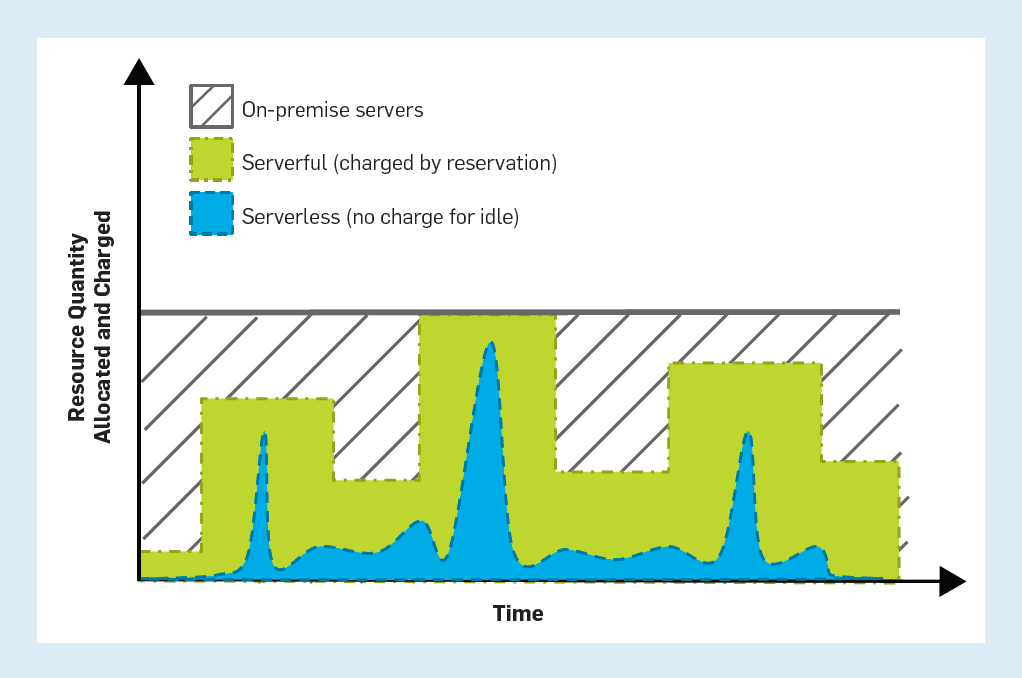 On-premise servers
Serverful (charged by reservation)
Serverless (no charge for idle)
Resource Quantity
Allocated and Charged
Time